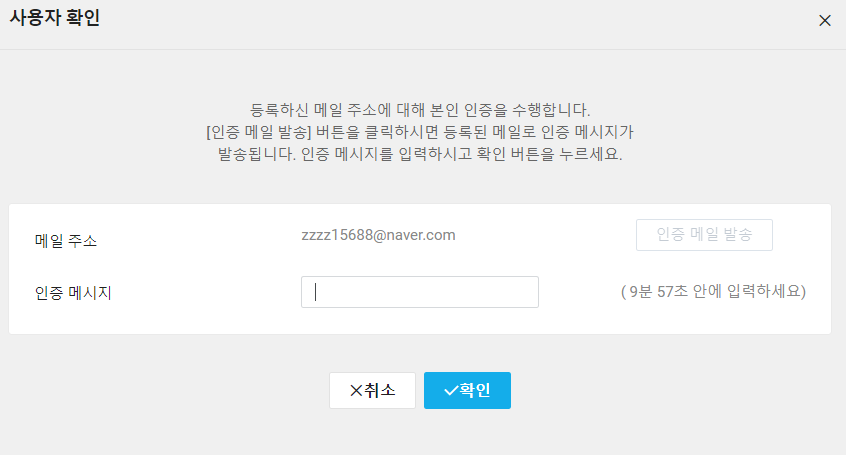 사용자 확인
등록하신 메일 주소에 대해 본인 인증을 수행합니다.
[인증 메일 발송] 버튼을 클릭하시면 등록된 메일로 인증 메시지가
발송됩니다. 인증 메시지를 입력하시고 확인 버튼을 누르세요.
메일 주소 zzzz15688@naver.com 인증 메일 발송
인증 메시지 ( 9분 57초 안에 입력하세요)
취소 확인